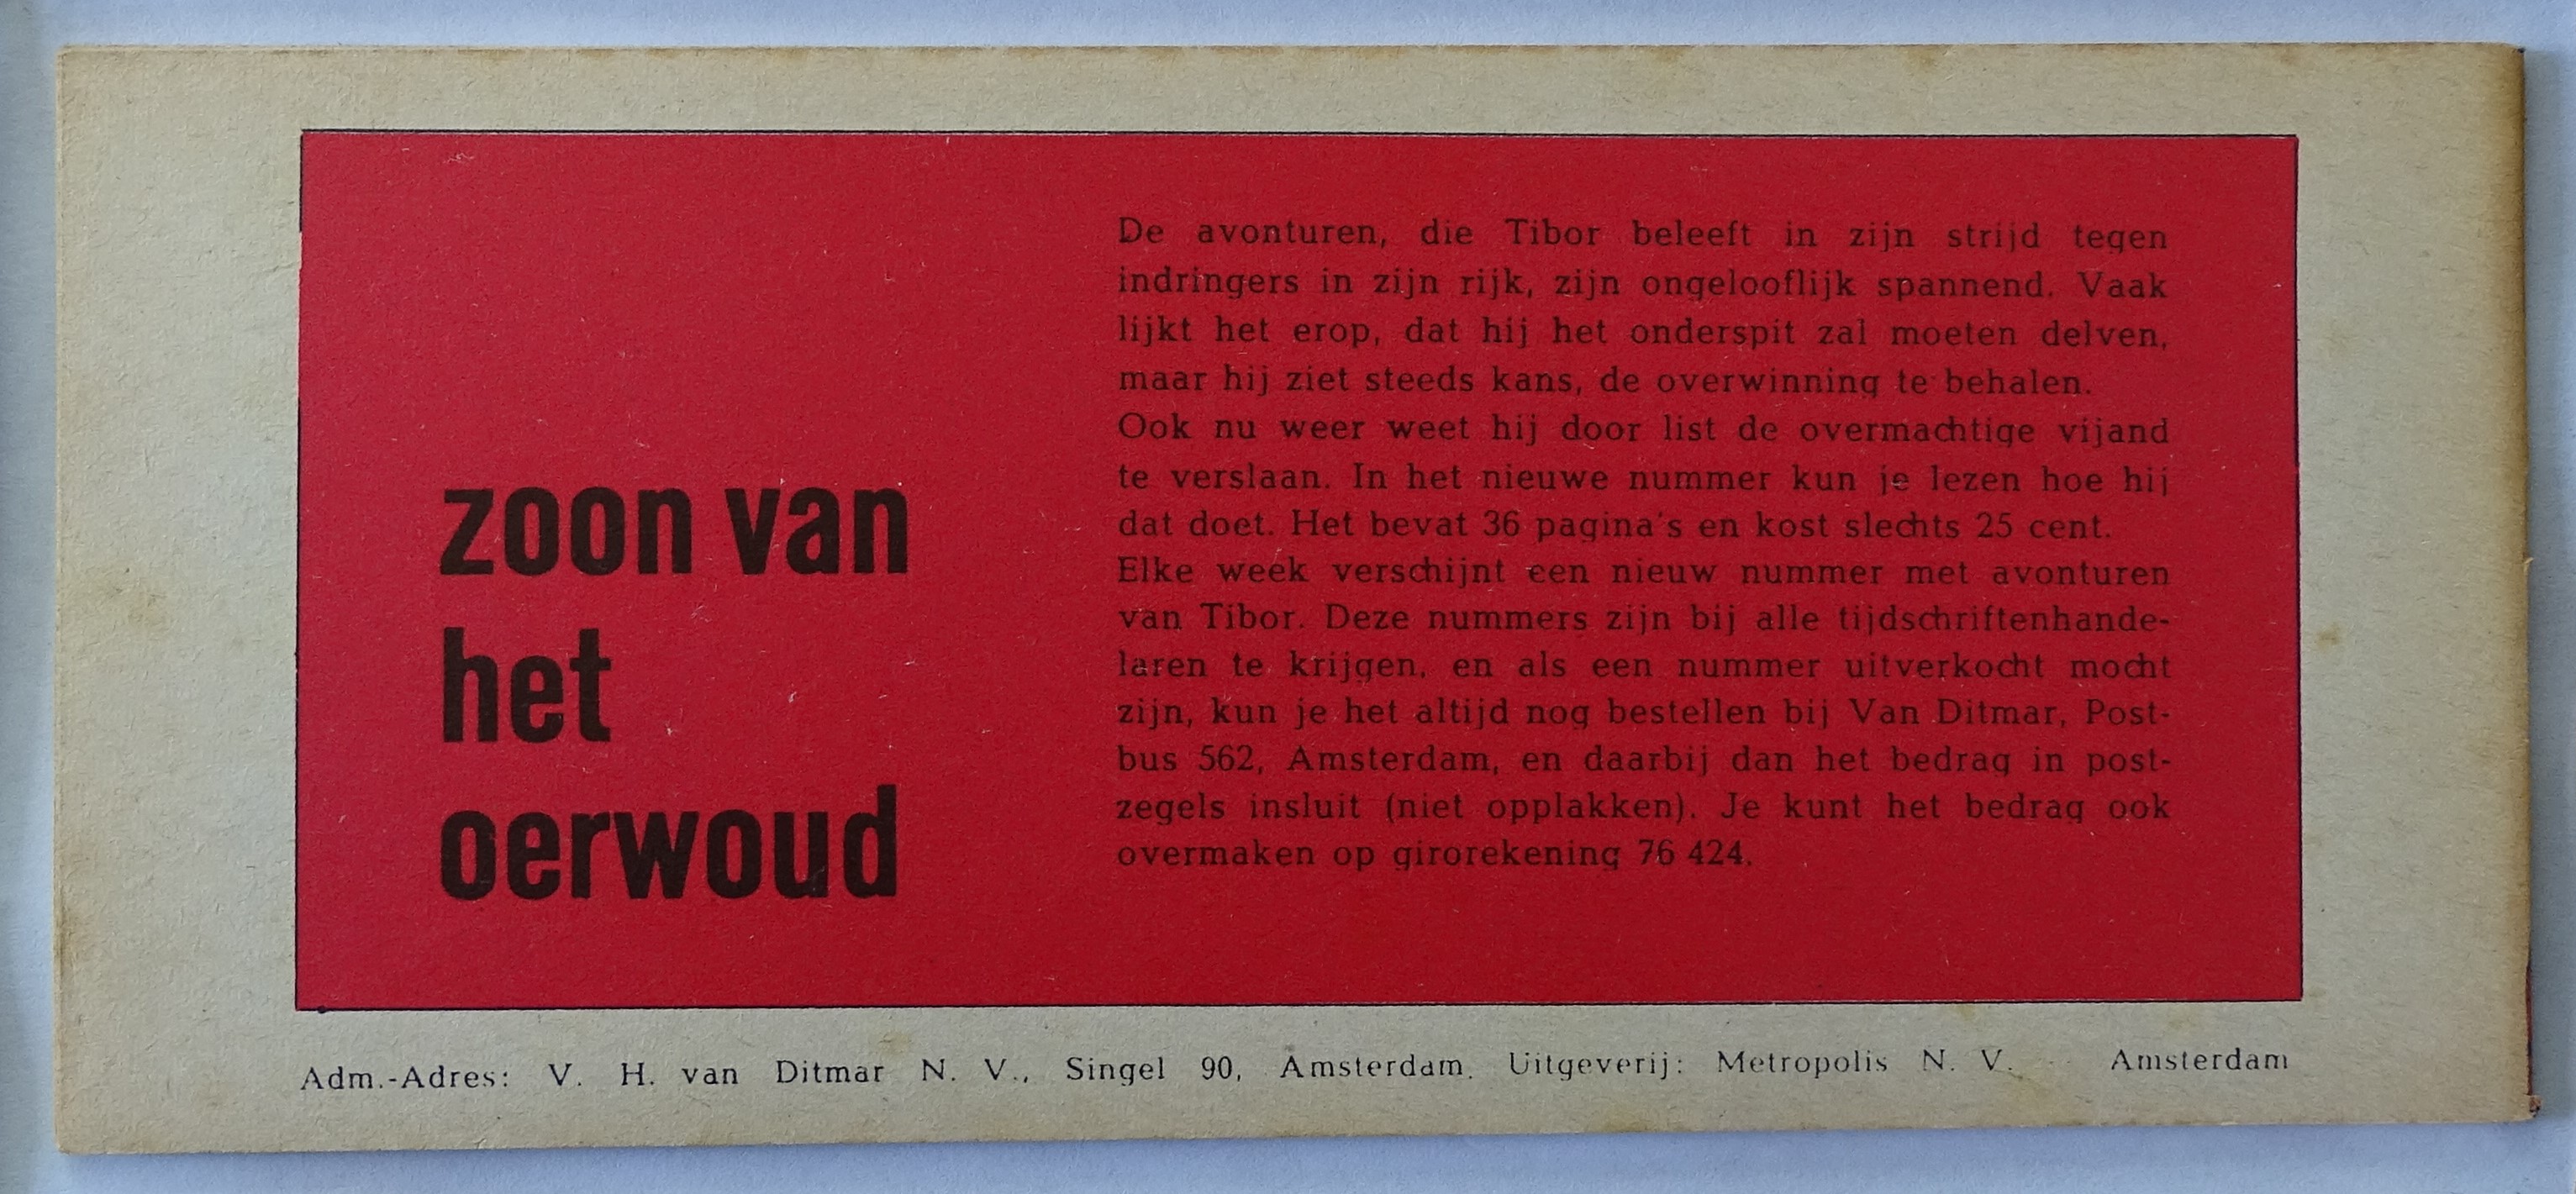 zoon van
het
oerwoud
De avonturen, die Tibor beleeft in zijn strijd tegen
indringers in zijn rijk, zijn ongelooflijk spannend. Vaak
lijkt het erop, dat hij het onderspit zal moeten delven,
maar hij ziet steeds kans, de overwinning te behalen.
Ook nu weer weet hij door list de overmachtige vijand
te verslaan. In het nieuwe nummer kun je lezen hoe hij
dat doet. Het bevat 36 pagina's en kost slechts 25 cent.
Elke week verschijnt een nieuw nummer met avonturen
van Tibor. Deze nummers zijn bij alle tijdschriftenhande-
laren te krijgen, en als een nummer uitverkocht mocht
zijn, kun je het altijd nog bestellen bij Van Ditmar, Post-
bus 562, Amsterdam, en daarbij dan het bedrag in post-
zegels insluit (niet opplakken). Je kunt het bedrag ook
overmaken op girorekening 76 424.
Adm.-Adres: V. H. van Ditmar N. V., Singel 90, Amsterdam. Uitgeverij: Metropolis N. V. - Amsterdam